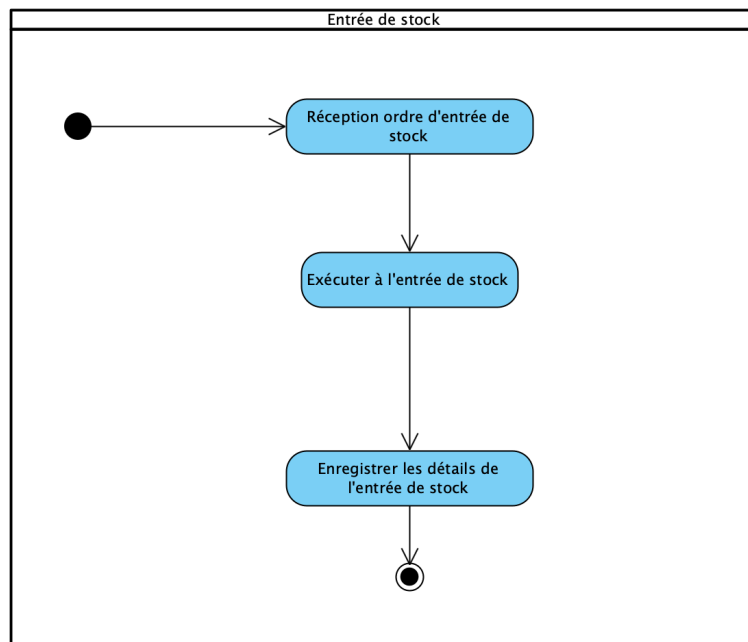 Entrée de stock
Réception ordre d'entrée de
stock
Exécuter à l'entrée de stock
Enregistrer les détails de
l'entrée de stock